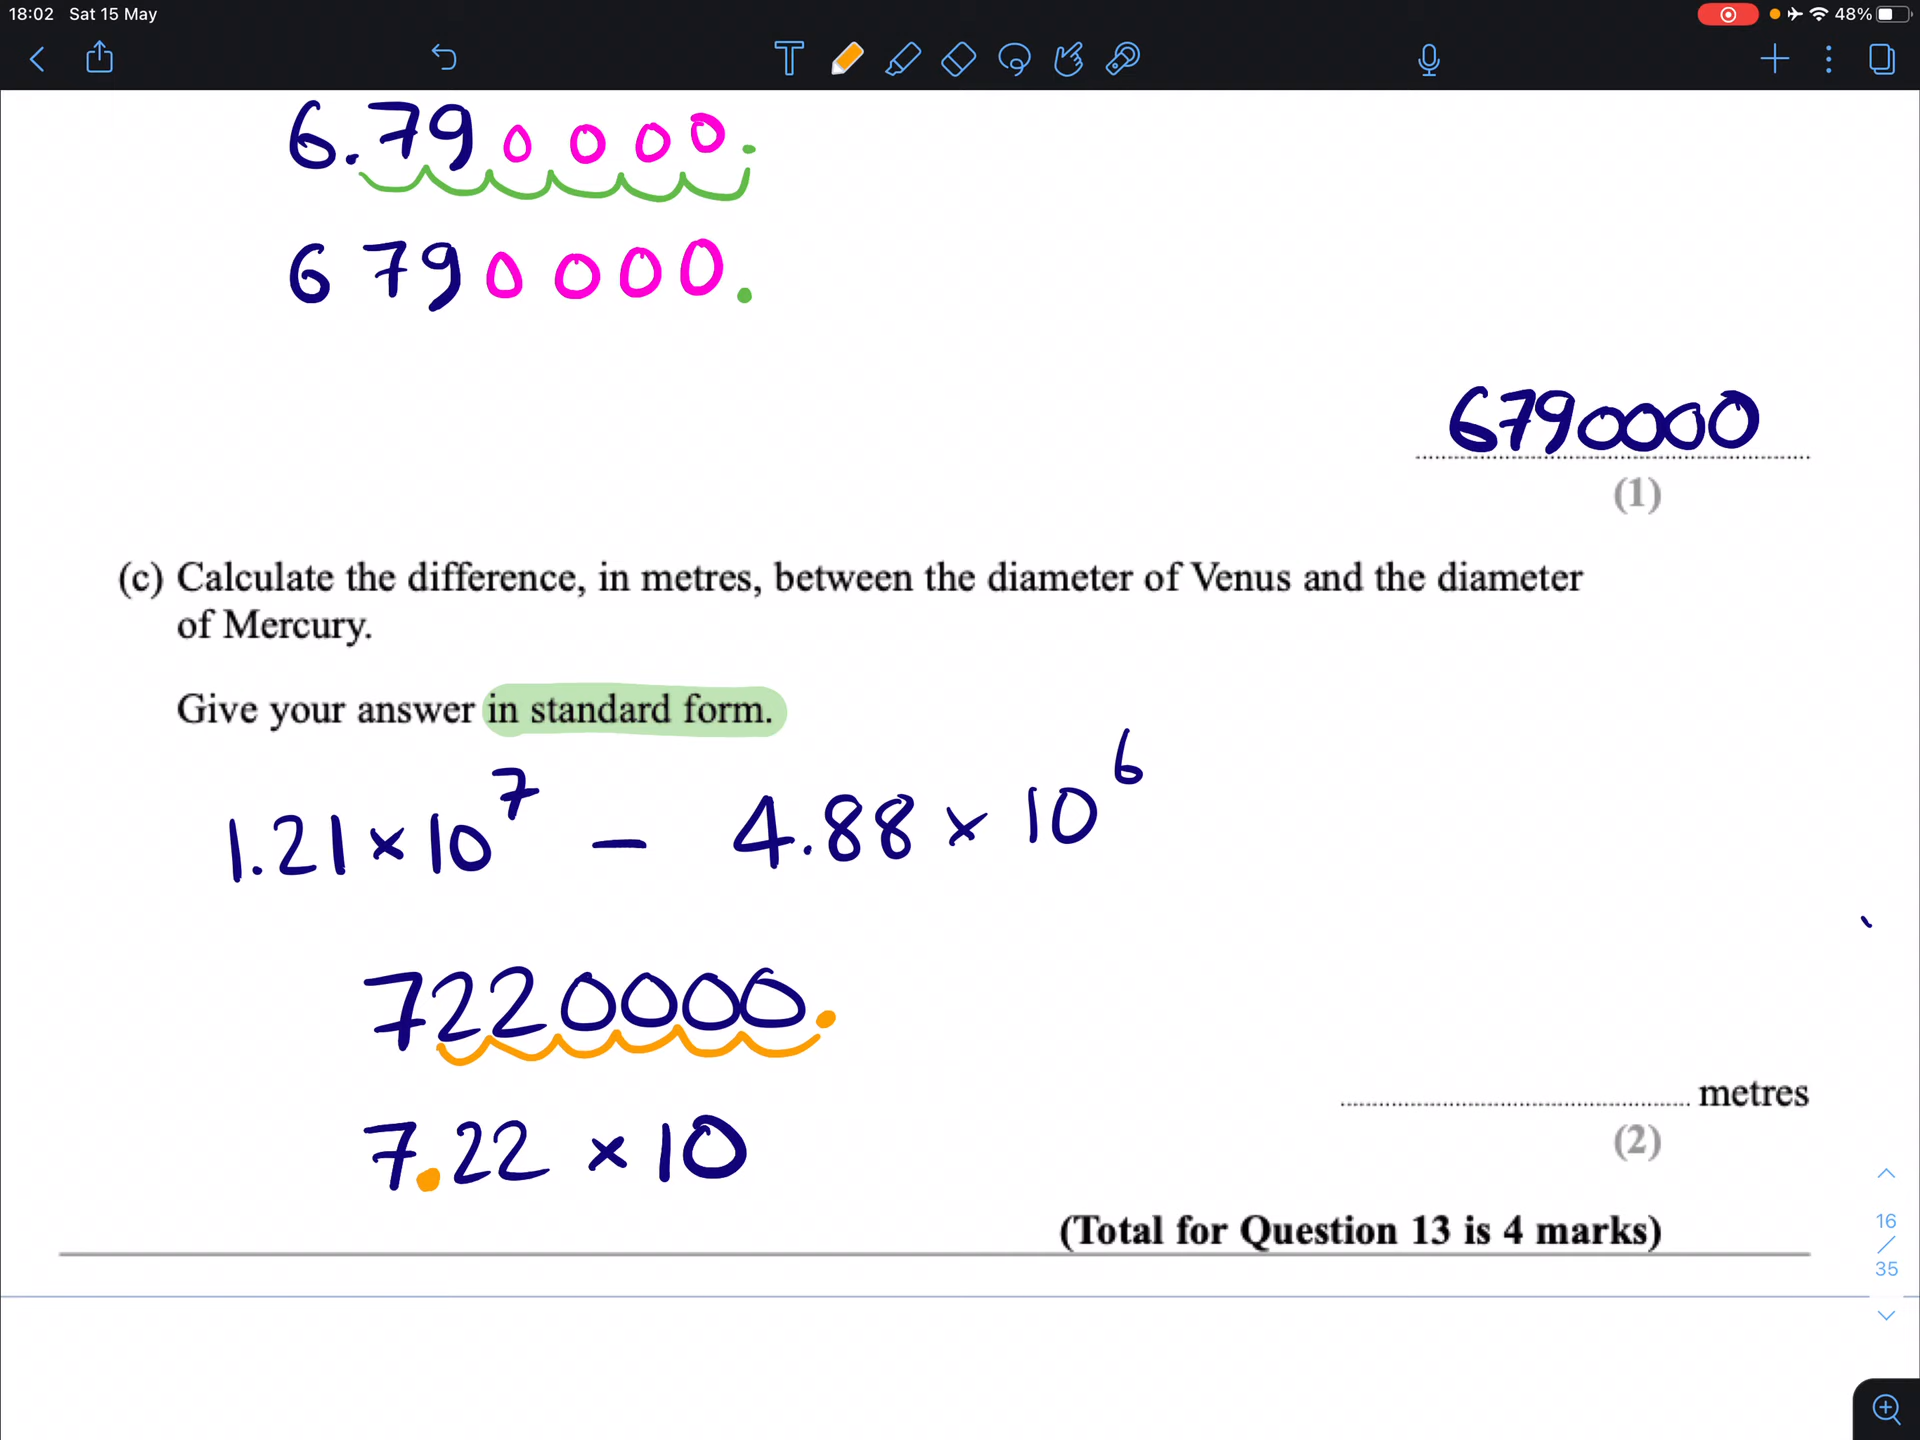 18:02 Sat 15 May
48%
6.790000.
6790000.
6790000
(1)
(c) Calculate the difference, in metres, between the diameter of Venus and the diameter
of Mercury.
Give your answer in standard form.
1.21 × 10⁷ − 4.88 × 10⁶
7220000.
7.22 × 10
metres
(2)
(Total for Question 13 is 4 marks)
16
/
35